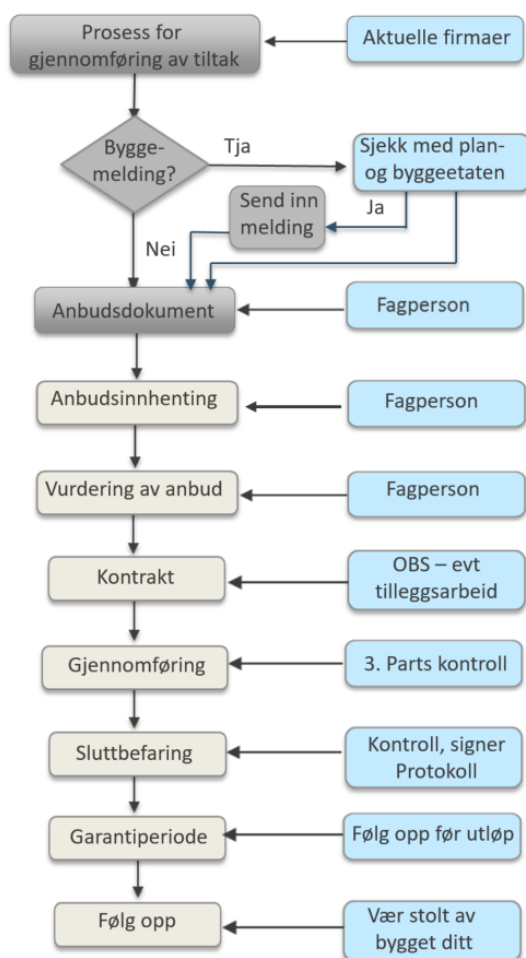 Prosess for
gjennomføring av tiltak
Aktuelle firmaer
Bygge-
melding?
Tja
Sjekk med plan-
og byggeetaten
Send inn
melding
Ja
Nei
Anbudsdokument
Fagperson
Anbudsinnhenting
Fagperson
Vurdering av anbud
Fagperson
Kontrakt
OBS – evt
tilleggsarbeid
Gjennomføring
3. Parts kontroll
Sluttbefaring
Kontroll, signer
Protokoll
Garantiperiode
Følg opp før utløp
Følg opp
Vær stolt av
bygget ditt